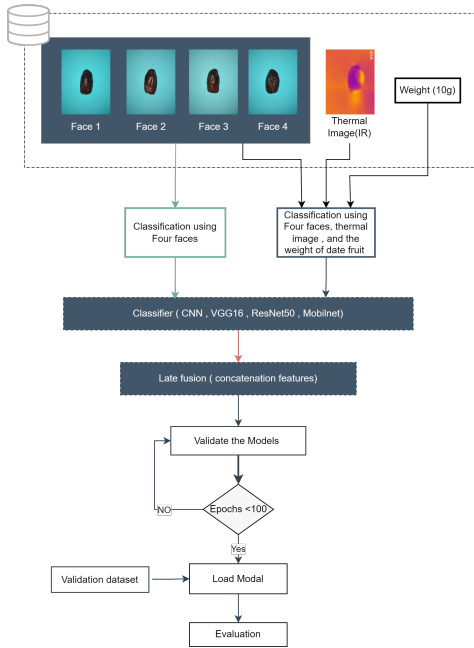 Face 1
Face 2
Face 3
Face 4
Thermal
Image(IR)
Weight (10g)
Classification using
Four faces
Classification using
Four faces, thermal
image , and the
weight of date fruit
Classifier ( CNN , VGG16 , ResNet50 , Mobilnet)
Late fusion ( concatenation features)
Validate the Models
Epochs <100
NO
Yes
Validation dataset
Load Modal
Evaluation